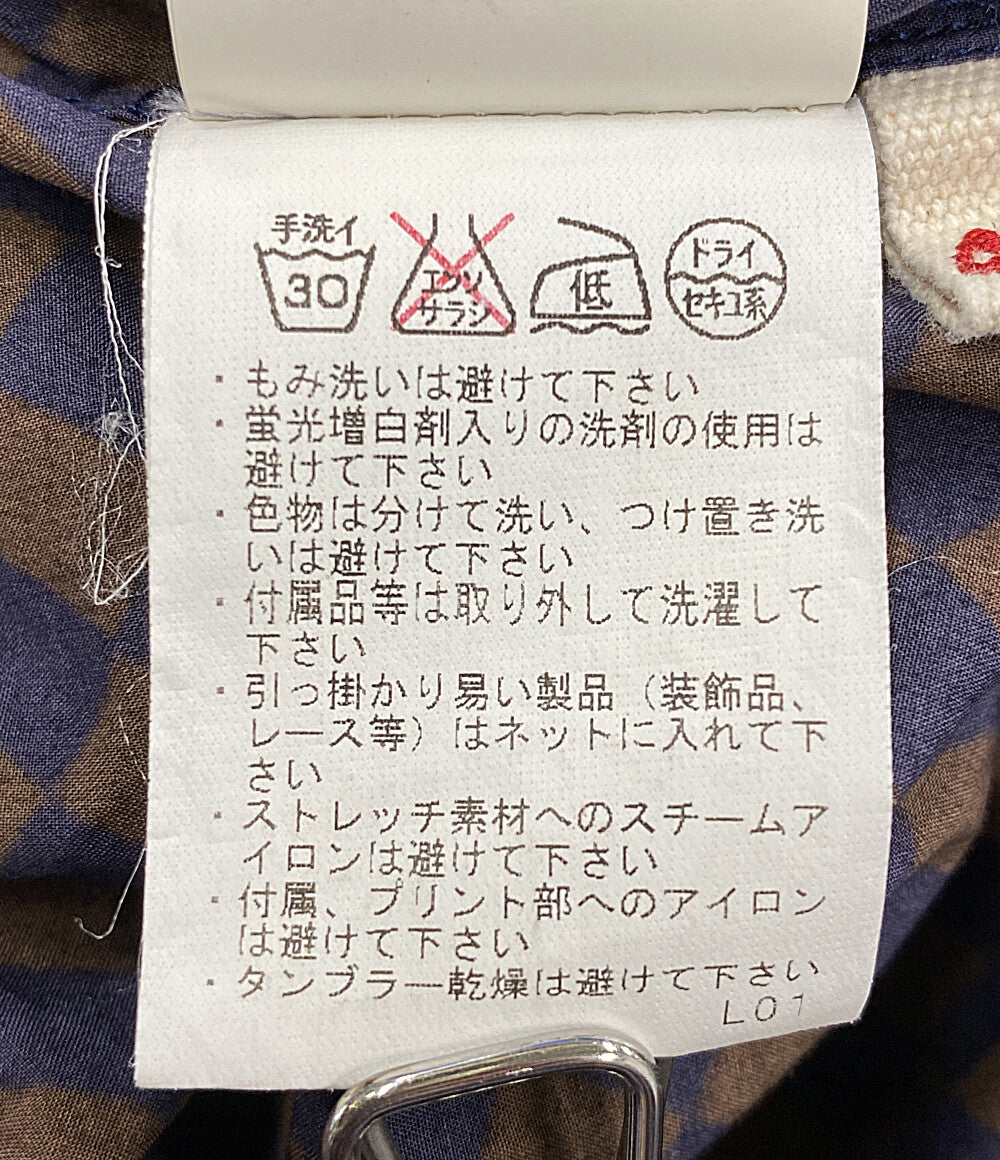 手洗イ
30
エンソ
サラシ
低
ドライ
セキユ系
・もみ洗いは避けて下さい
・蛍光増白剤入りの洗剤の使用は
避けて下さい
・色物は分けて洗い、つけ置き洗
いは避けて下さい
・付属品等は取り外して洗濯して
下さい
・引っ掛かり易い製品（装飾品、
レース等）はネットに入れて下
さい
・ストレッチ素材へのスチームア
イロンは避けて下さい
・付属、プリント部へのアイロン
は避けて下さい
・タンブラー乾燥は避けて下さい
L01